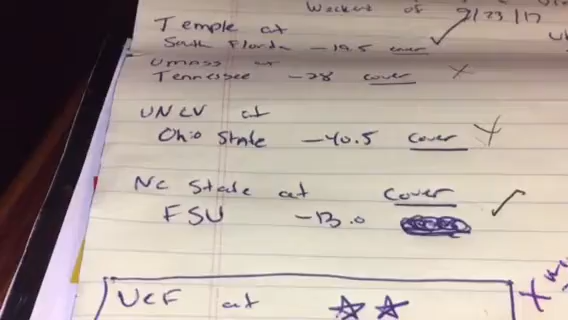 Weekend of 9/23/17
Temple at
South Florida -19.5 cover ✓
UMass at
Tennessee -28 cover X
UNLV at
Ohio State -40.5 cover X
NC State at cover ✓
FSU -13.0
UCF at ☆ ☆ X